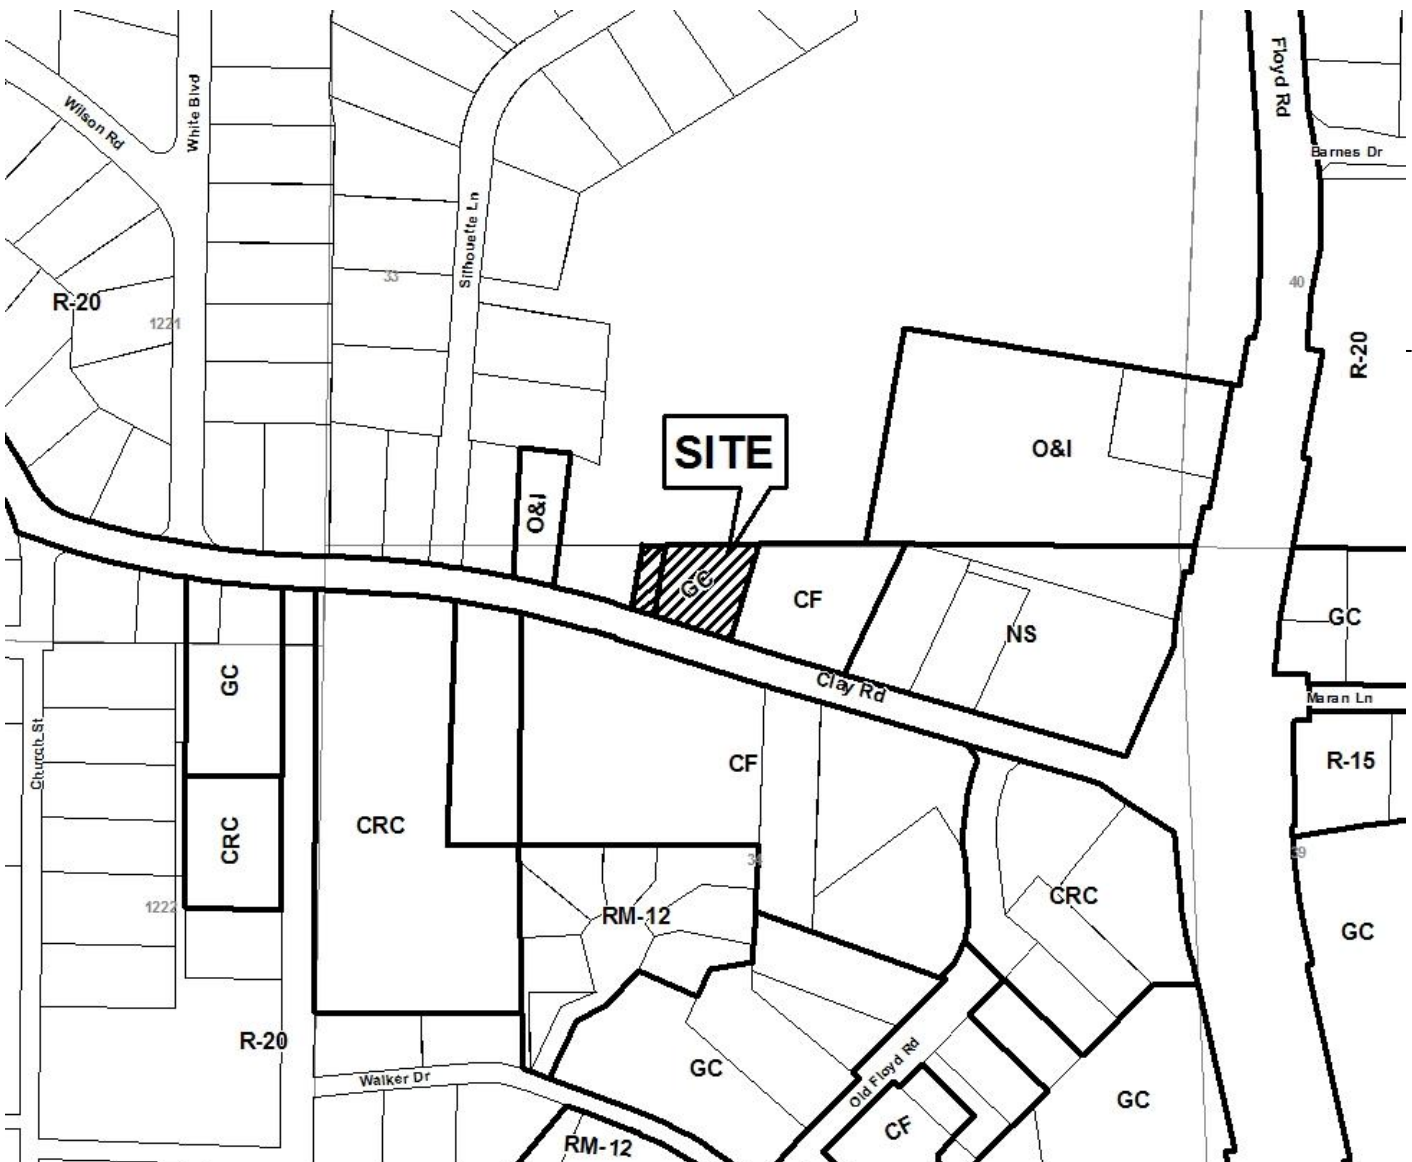 Floyd Rd
Wilson Rd
White Blvd
Barnes Dr
Silhouette Ln
33
40
R-20
1221
R-20
SITE
O&I
O&I
GC
CF
NS
GC
GC
Clay Rd
Maran Ln
Church St
CF
R-15
CRC
CRC
34
39
CRC
1222
RM-12
GC
R-20
GC
Old Floyd Rd
Walker Dr
GC
CF
RM-12